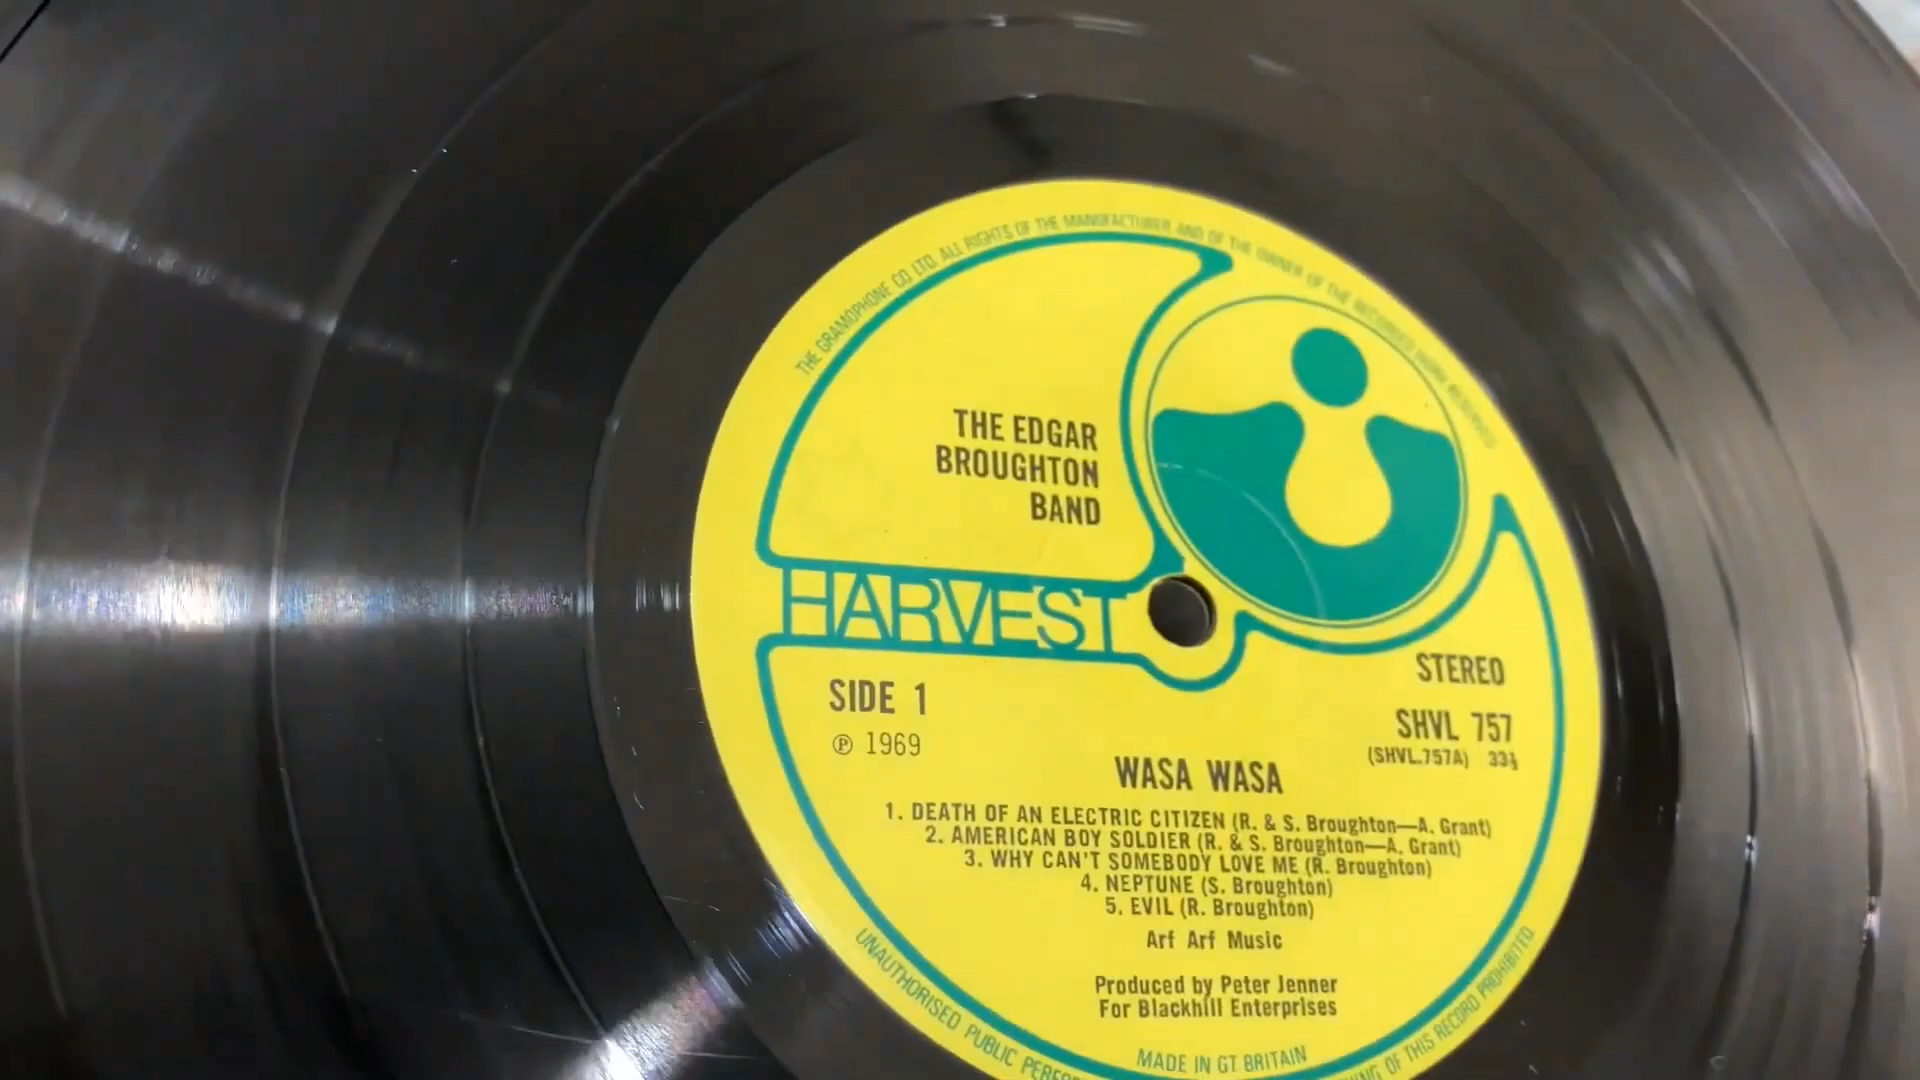 THE GRAMOPHONE CO. LTD. ALL RIGHTS OF THE MANUFACTURER AND OF THE OWNER OF THE RECORDED WORK RESERVED
THE EDGAR
BROUGHTON
BAND
HARVEST
STEREO
SIDE 1
SHVL 757
℗ 1969
(SHVL.757A) 33⅓
WASA WASA
1. DEATH OF AN ELECTRIC CITIZEN (R. & S. Broughton—A. Grant)
2. AMERICAN BOY SOLDIER (R. & S. Broughton—A. Grant)
3. WHY CAN'T SOMEBODY LOVE ME (R. Broughton)
4. NEPTUNE (S. Broughton)
5. EVIL (R. Broughton)
Arf Arf Music
Produced by Peter Jenner
For Blackhill Enterprises
MADE IN GT BRITAIN
UNAUTHORISED PUBLIC
OF THIS RECORD PROHIBITED